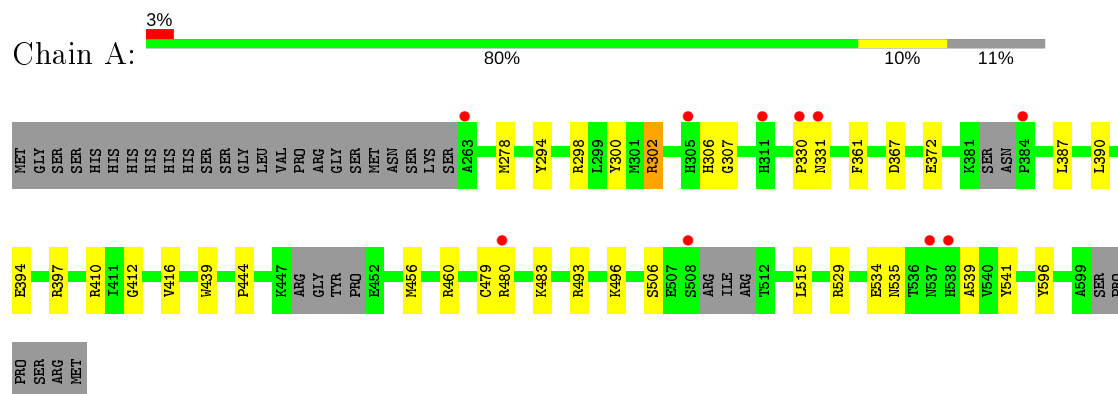 3%
Chain A:
80% 10% 11%
MET GLY SER SER HIS HIS HIS HIS HIS HIS SER SER GLY LEU VAL PRO ARG GLY SER MET ASN SER LYS SER A263 M278 Y294 R298 L299 Y300 M301 R302 H305 H306 G307 H311 P330 N331 F361 D367 E372 K381 SER ASN P384 L387 L390
E394 R397 R410 I411 G412 V416 W439 P444 K447 ARG GLY TYR PRO E452 M456 R460 C479 R480 K483 R493 K496 S506 E507 S508 ARG ILE ARG T512 L515 R529 E534 N535 T536 N537 H538 A539 V540 Y541 Y596 A599 SER PRO
PRO SER ARG MET